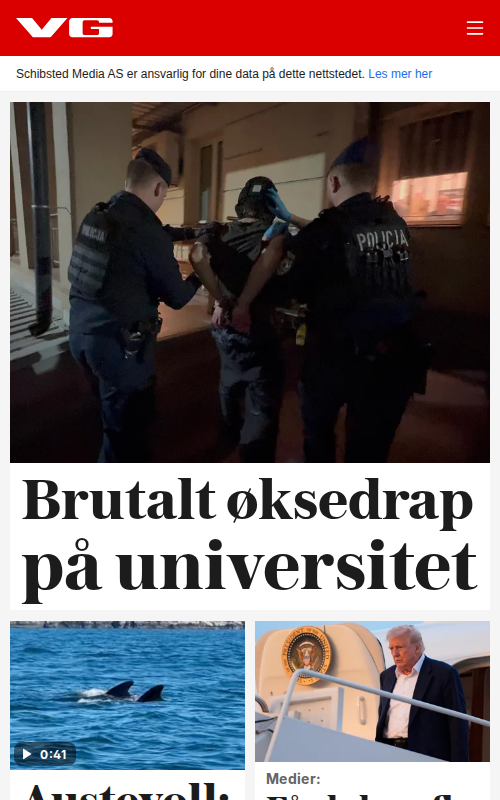 VG
Schibsted Media AS er ansvarlig for dine data på dette nettstedet. Les mer her
POLICJA
POLICJA
Brutalt øksedrap
på universitet
0:41
Austevoll:
Medier: